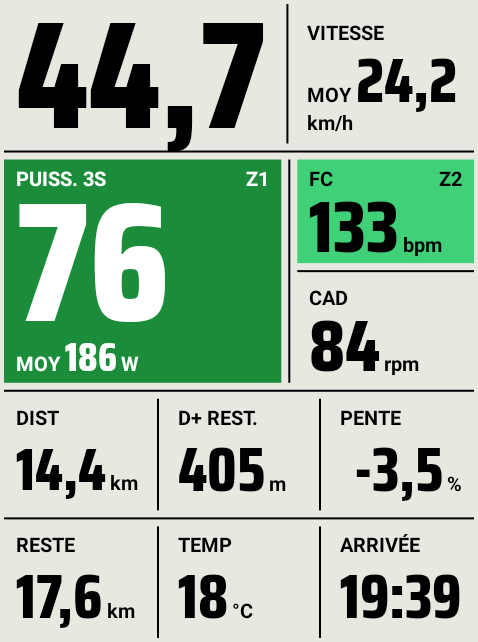 44,7
VITESSE
MOY 24,2
km/h
PUISS. 3S Z1
76
MOY 186 W
FC Z2
133 bpm
CAD
84 rpm
DIST
14,4 km
D+ REST.
405 m
PENTE
-3,5 %
RESTE
17,6 km
TEMP
18 °C
ARRIVÉE
19:39